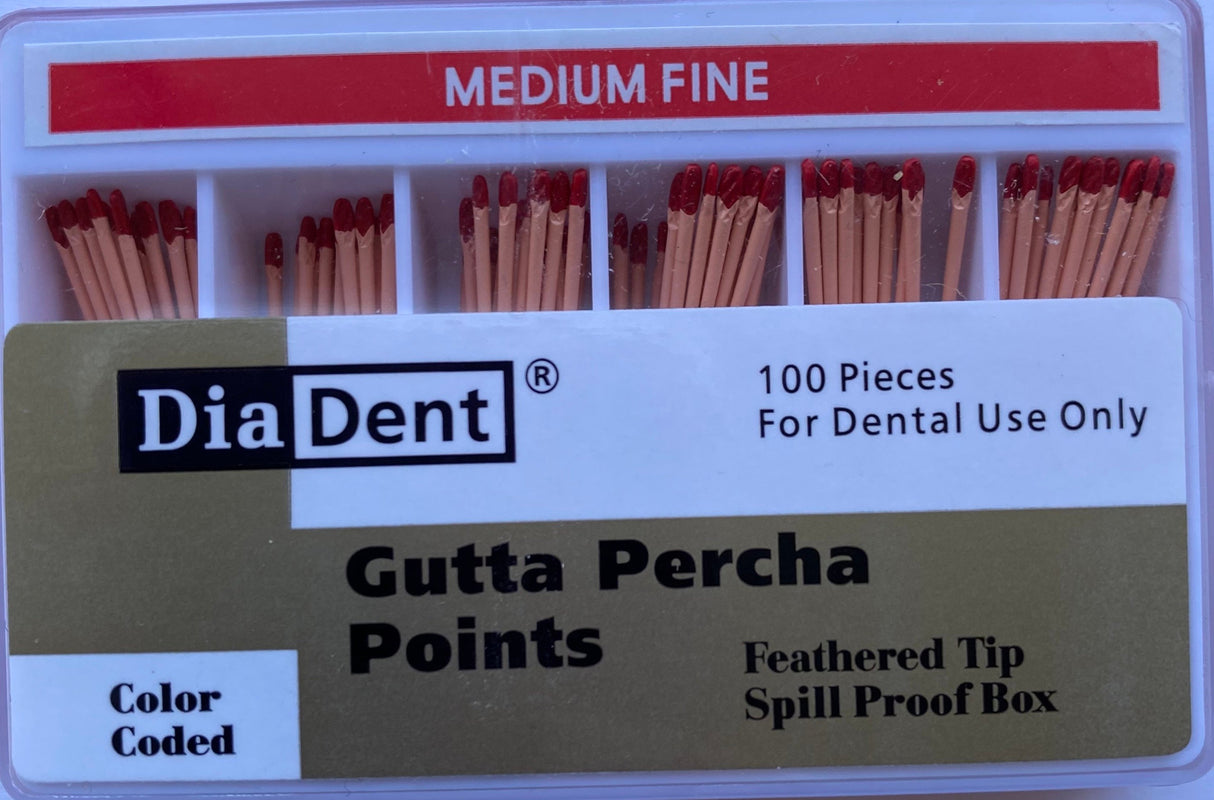 MEDIUM FINE
DiaDent®
100 Pieces
For Dental Use Only
Gutta Percha
Points
Feathered Tip
Spill Proof Box
Color
Coded